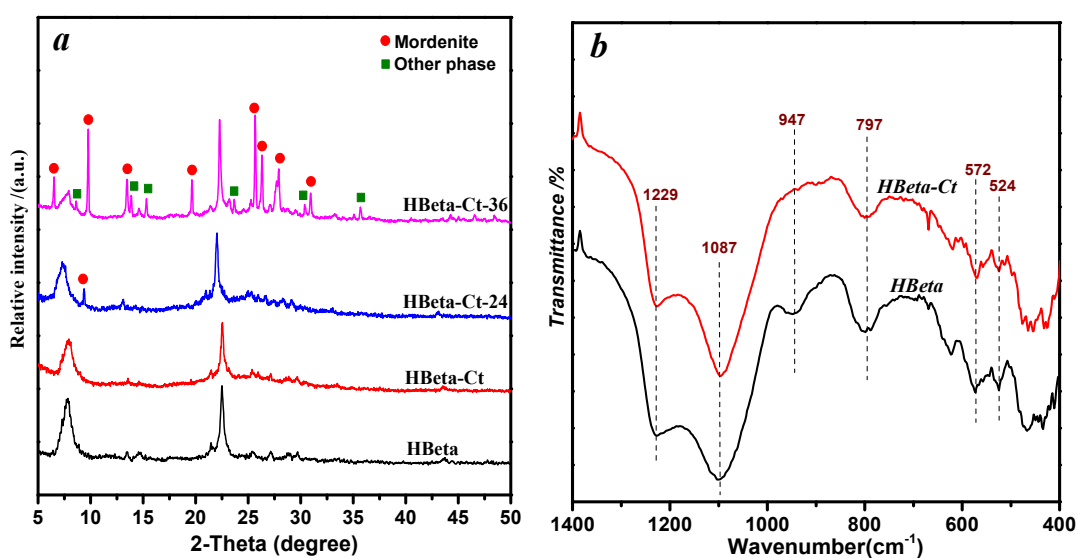 a
Mordenite
Other phase
HBeta-Ct-36
HBeta-Ct-24
HBeta-Ct
HBeta
Relative intensity /(a.u.)
5 10 15 20 25 30 35 40 45 50
2-Theta (degree)
b
947
797
1229
1087
572
524
HBeta-Ct
HBeta
Transmittance /%
1400 1200 1000 800 600 400
Wavenumber(cm⁻¹)